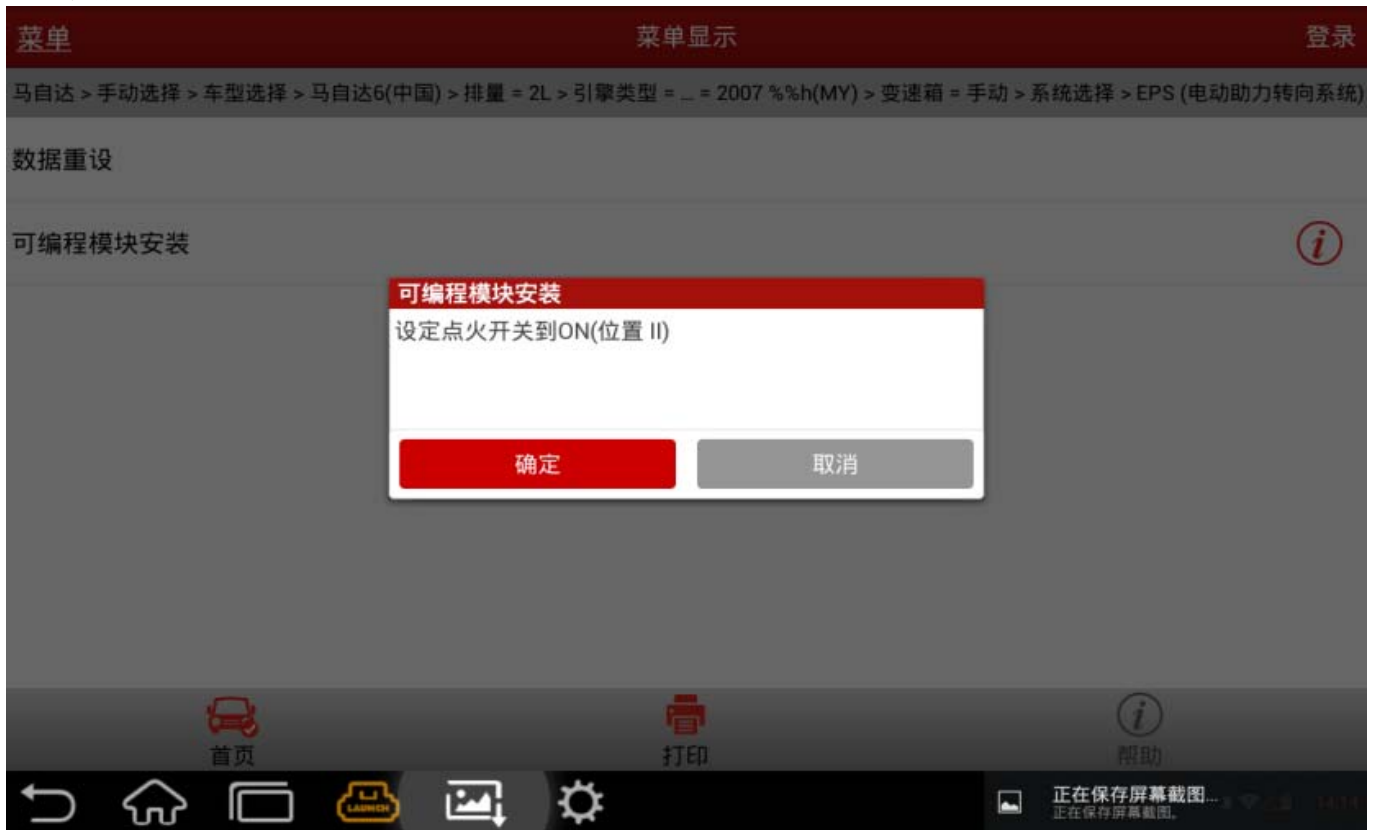 菜单 菜单显示 登录
马自达 > 手动选择 > 车型选择 > 马自达6(中国) > 排量 = 2L > 引擎类型 = ... = 2007 %%h(MY) > 变速箱 = 手动 > 系统选择 > EPS (电动助力转向系统)
数据重设
可编程模块安装
可编程模块安装
设定点火开关到ON(位置 II)
确定 取消
首页 打印 帮助
LAUNCH
正在保存屏幕截图...
正在保存屏幕截图。